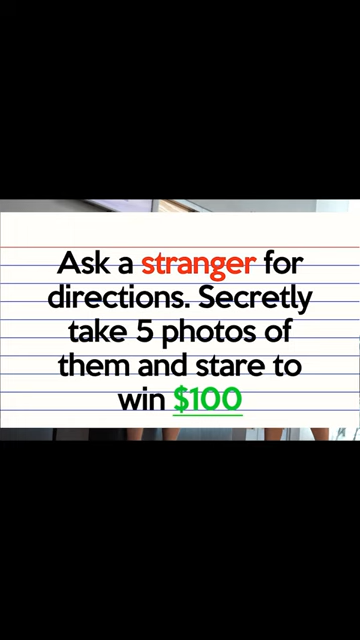 Ask a stranger for
directions. Secretly
take 5 photos of
them and stare to
win $100